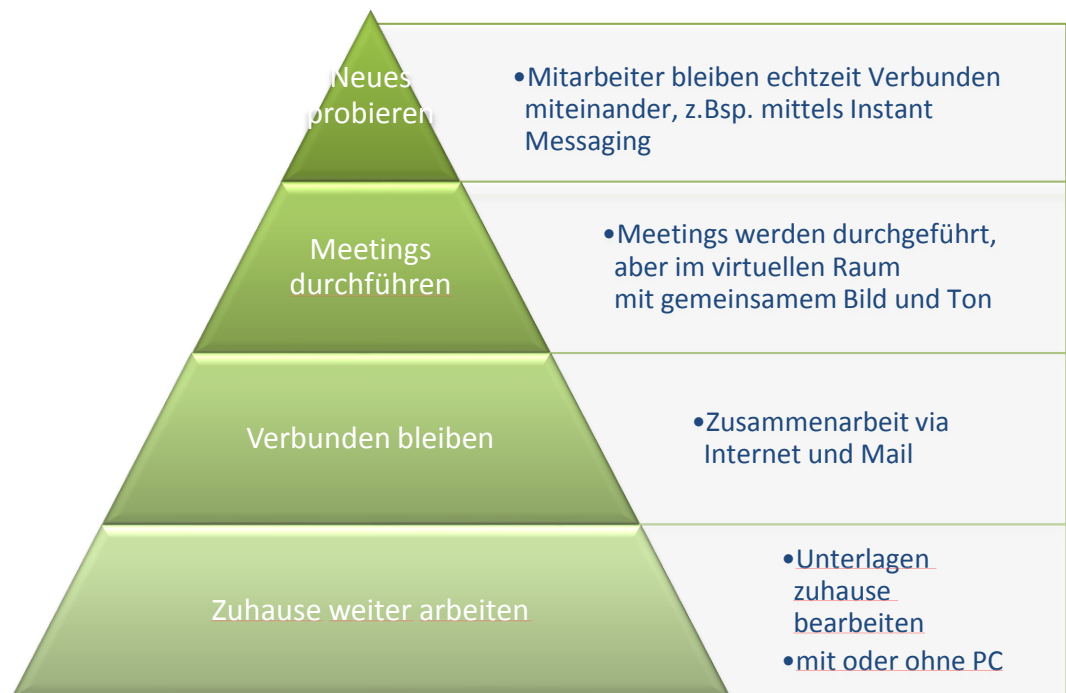 Neues
probieren
•Mitarbeiter bleiben echtzeit Verbunden
miteinander, z.Bsp. mittels Instant
Messaging
Meetings
durchführen
•Meetings werden durchgeführt,
aber im virtuellen Raum
mit gemeinsamem Bild und Ton
Verbunden bleiben
•Zusammenarbeit via
Internet und Mail
Zuhause weiter arbeiten
•Unterlagen
zuhause
bearbeiten
•mit oder ohne PC